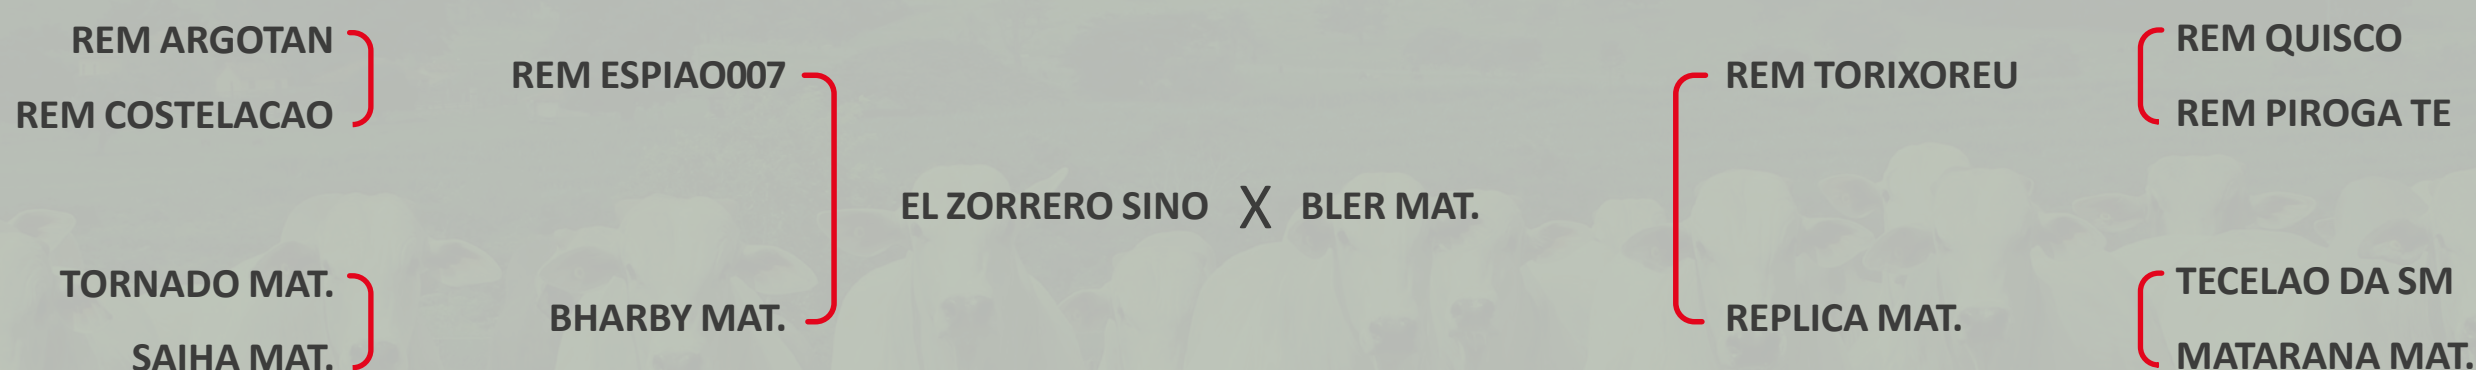 REM ARGOTAN
REM COSTELACAO
REM ESPIAO007
TORNADO MAT.
SAIHA MAT.
BHARBY MAT.
EL ZORRERO SINO X BLER MAT.
REM TORIXOREU
REM QUISCO
REM PIROGA TE
REPLICA MAT.
TECELAO DA SM
MATARANA MAT.